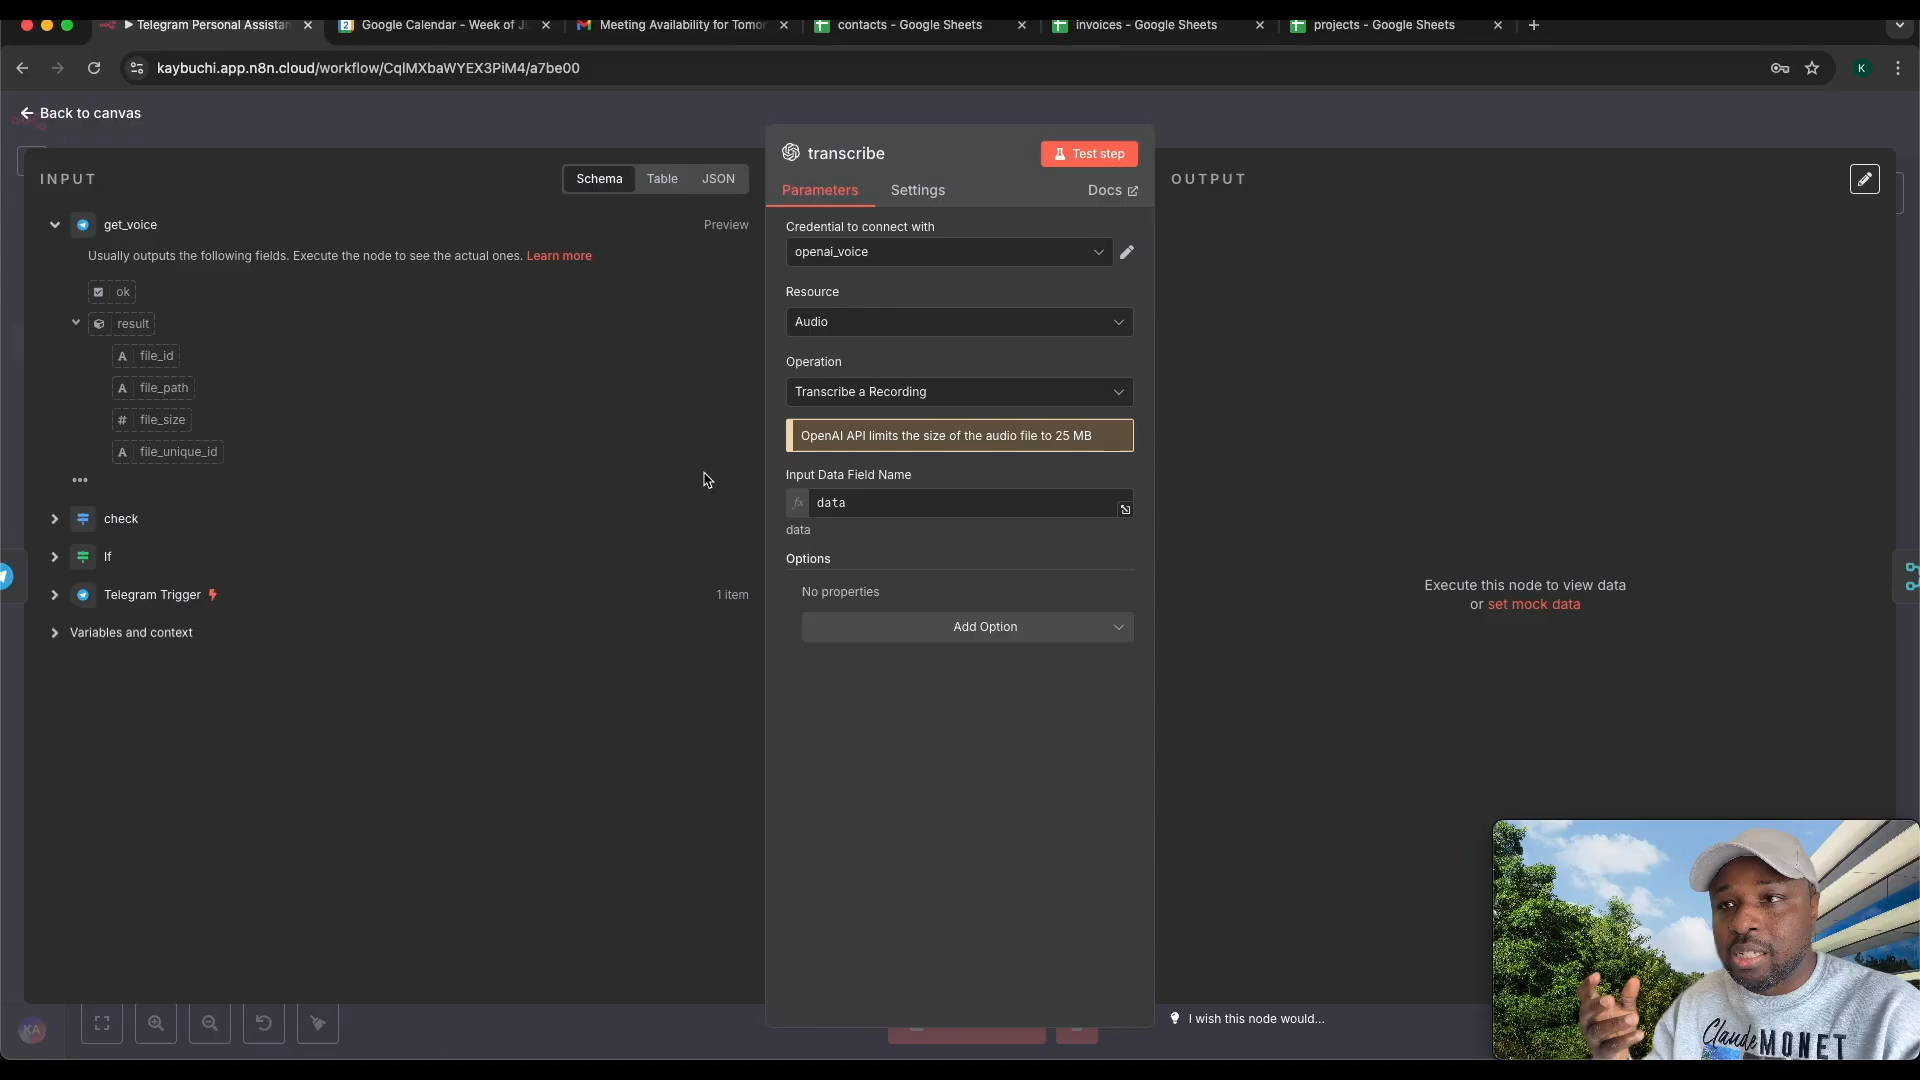 Telegram Personal Assistan
Google Calendar - Week of J
Meeting Availability for Tomor
contacts - Google Sheets
invoices - Google Sheets
projects - Google Sheets
kaybuchi.app.n8n.cloud/workflow/CqIMXbaWYEX3PiM4/a7be00
K
Back to canvas
INPUT
Schema
Table
JSON
get_voice
Preview
Usually outputs the following fields. Execute the node to see the actual ones. Learn more
ok
result
A file_id
A file_path
# file_size
A file_unique_id
check
If
Telegram Trigger
1 item
Variables and context
transcribe
Test step
Parameters
Settings
Docs
Credential to connect with
openai_voice
Resource
Audio
Operation
Transcribe a Recording
OpenAI API limits the size of the audio file to 25 MB
Input Data Field Name
fx data
data
Options
No properties
Add Option
OUTPUT
Execute this node to view data
or set mock data
I wish this node would...
KA
Claude MONET